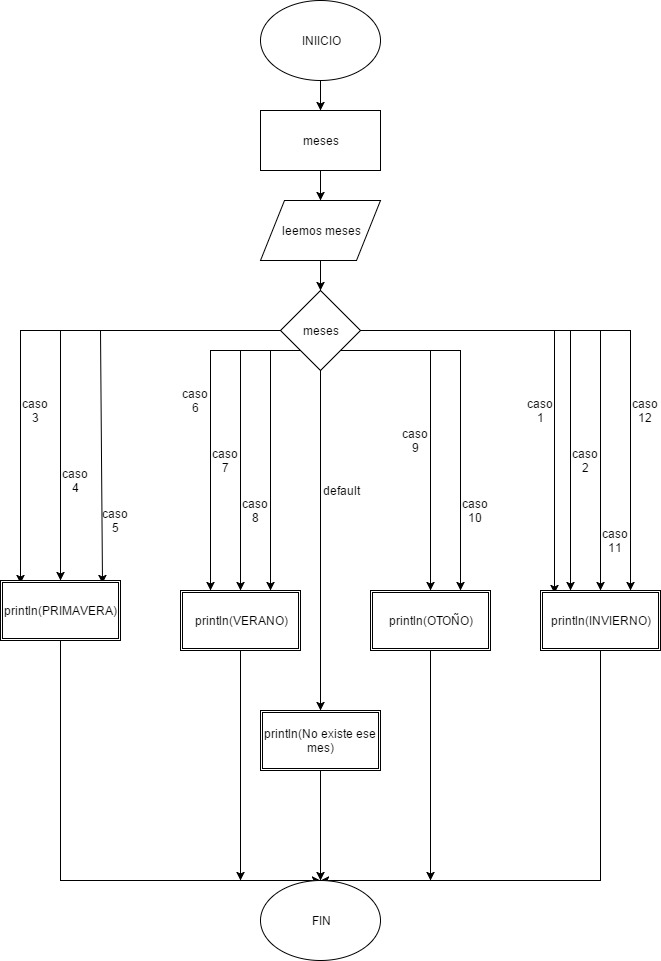 INIICIO
meses
leemos meses
meses
caso
3
caso
4
caso
5
caso
6
caso
7
caso
8
default
caso
9
caso
10
caso
1
caso
2
caso
11
caso
12
println(PRIMAVERA)
println(VERANO)
println(OTOÑO)
println(INVIERNO)
println(No existe ese
mes)
FIN